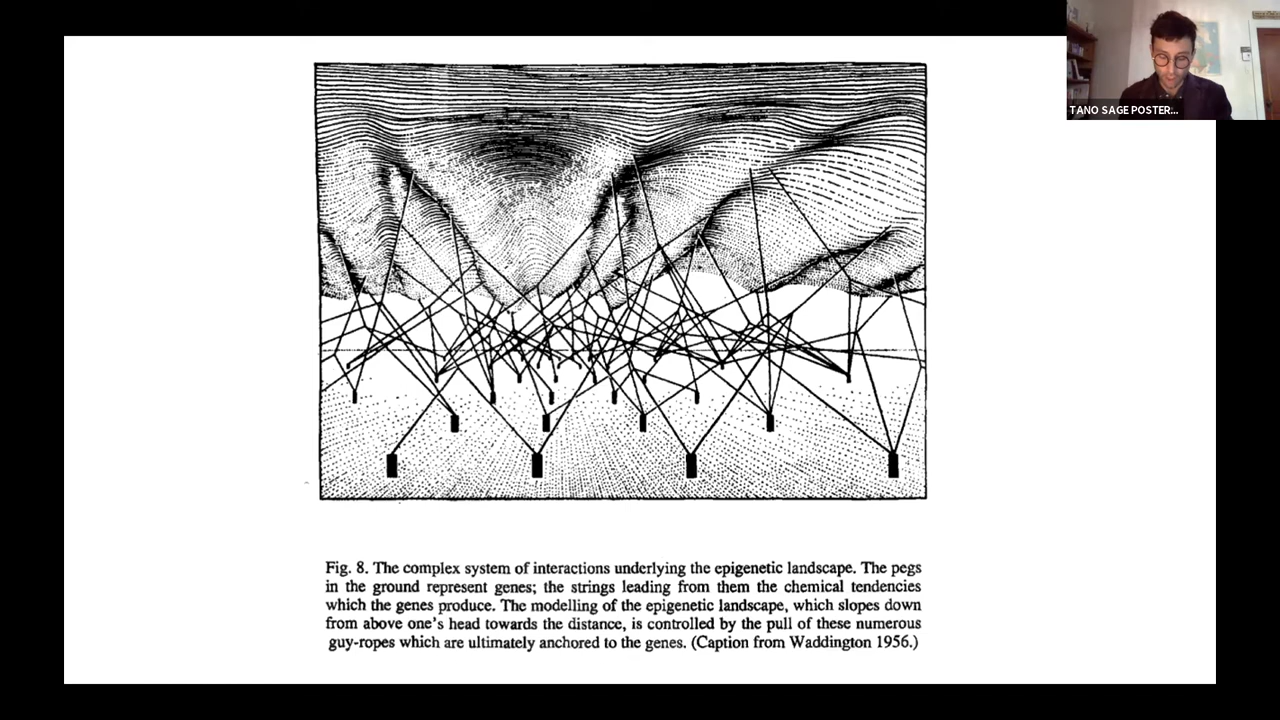 TANO SAGE POSTER...
Fig. 8. The complex system of interactions underlying the epigenetic landscape. The pegs
in the ground represent genes; the strings leading from them the chemical tendencies
which the genes produce. The modelling of the epigenetic landscape, which slopes down
from above one's head towards the distance, is controlled by the pull of these numerous
guy-ropes which are ultimately anchored to the genes. (Caption from Waddington 1956.)